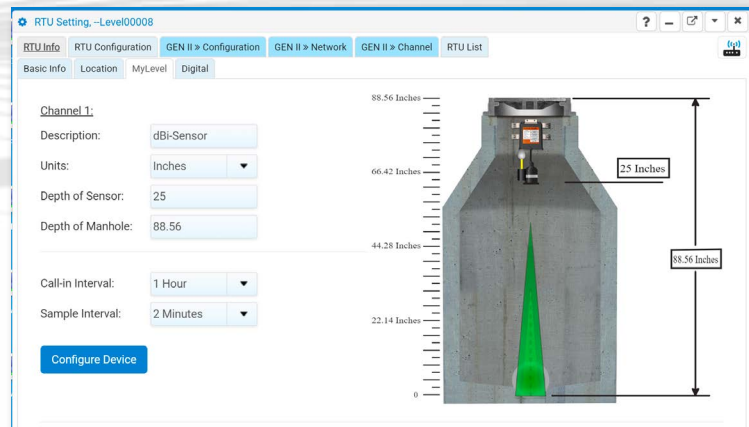 RTU Setting, --Level00008
RTU Info RTU Configuration GEN II » Configuration GEN II » Network GEN II » Channel RTU List
Basic Info Location MyLevel Digital
Channel 1:
Description: dBi-Sensor
Units: Inches
Depth of Sensor: 25
Depth of Manhole: 88.56
Call-in Interval: 1 Hour
Sample Interval: 2 Minutes
Configure Device
88.56 Inches
66.42 Inches
44.28 Inches
22.14 Inches
0
25 Inches
88.56 Inches